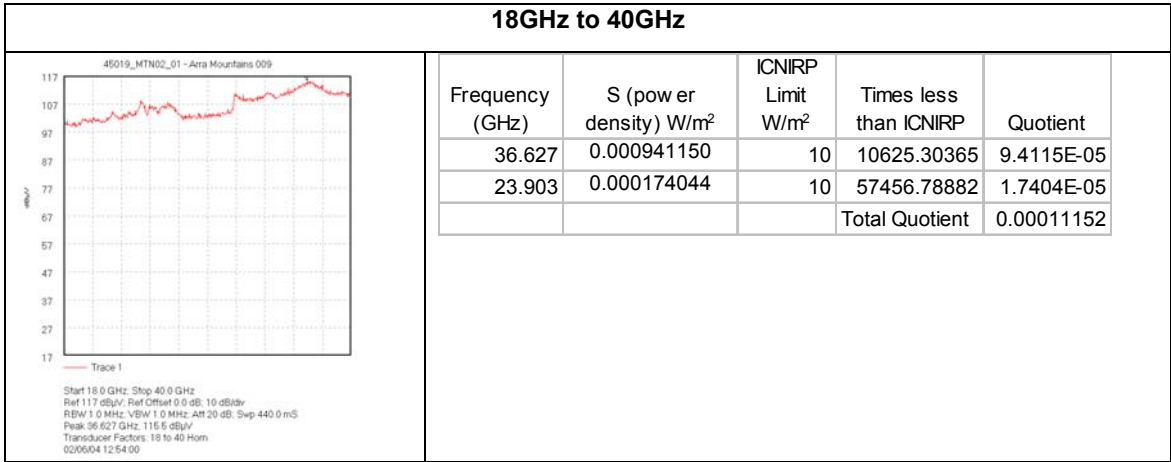 18GHz to 40GHz
45019_MTN02_01 - Arra Mountains 009
117
107
97
87
77
67
57
47
37
27
17
dBµV
Trace 1
Start 18.0 GHz; Stop 40.0 GHz
Ref 117 dBµV; Ref Offset 0.0 dB; 10 dB/div
RBW 1.0 MHz; VBW 1.0 MHz; Att 20 dB; Swp 440.0 mS
Peak 36.627 GHz, 115.5 dBµV
Transducer Factors: 18 to 40 Horn
02/06/04 12:54:00
Frequency (GHz) S (pow er density) W/m² ICNIRP Limit W/m² Times less than ICNIRP Quotient
36.627 0.000941150 10 10625.30365 9.4115E-05
23.903 0.000174044 10 57456.78882 1.7404E-05
Total Quotient 0.00011152